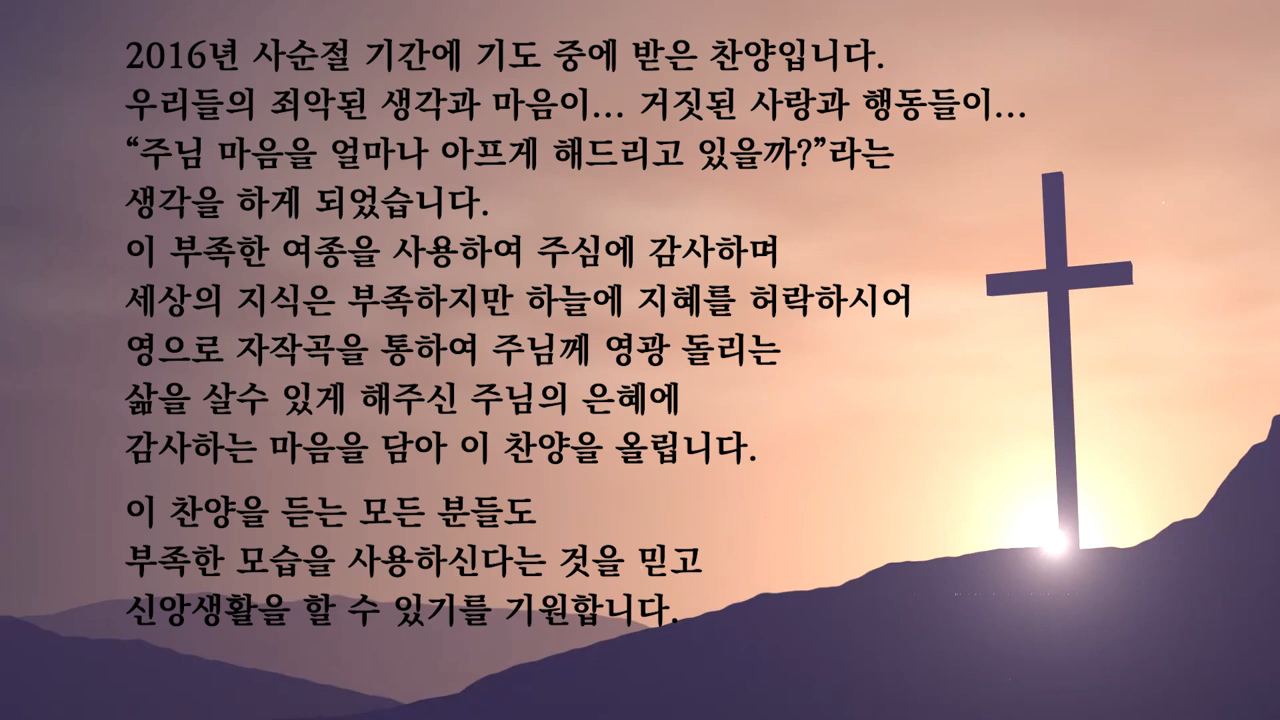 2016년 사순절 기간에 기도 중에 받은 찬양입니다.
우리들의 죄악된 생각과 마음이... 거짓된 사랑과 행동들이...
“주님 마음을 얼마나 아프게 해드리고 있을까?”라는
생각을 하게 되었습니다.
이 부족한 여종을 사용하여 주심에 감사하며
세상의 지식은 부족하지만 하늘에 지혜를 허락하시어
영으로 자작곡을 통하여 주님께 영광 돌리는
삶을 살수 있게 해주신 주님의 은혜에
감사하는 마음을 담아 이 찬양을 올립니다.
이 찬양을 듣는 모든 분들도
부족한 모습을 사용하신다는 것을 믿고
신앙생활을 할 수 있기를 기원합니다.